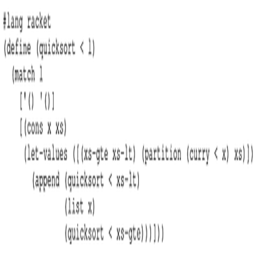 #lang racket
(define (quicksort < l)
(match l
['() '()]
[(cons x xs)
(let-values ([(xs-gte xs-lt) (partition (curry < x) xs)])
(append (quicksort < xs-lt)
(list x)
(quicksort < xs-gte)))]))